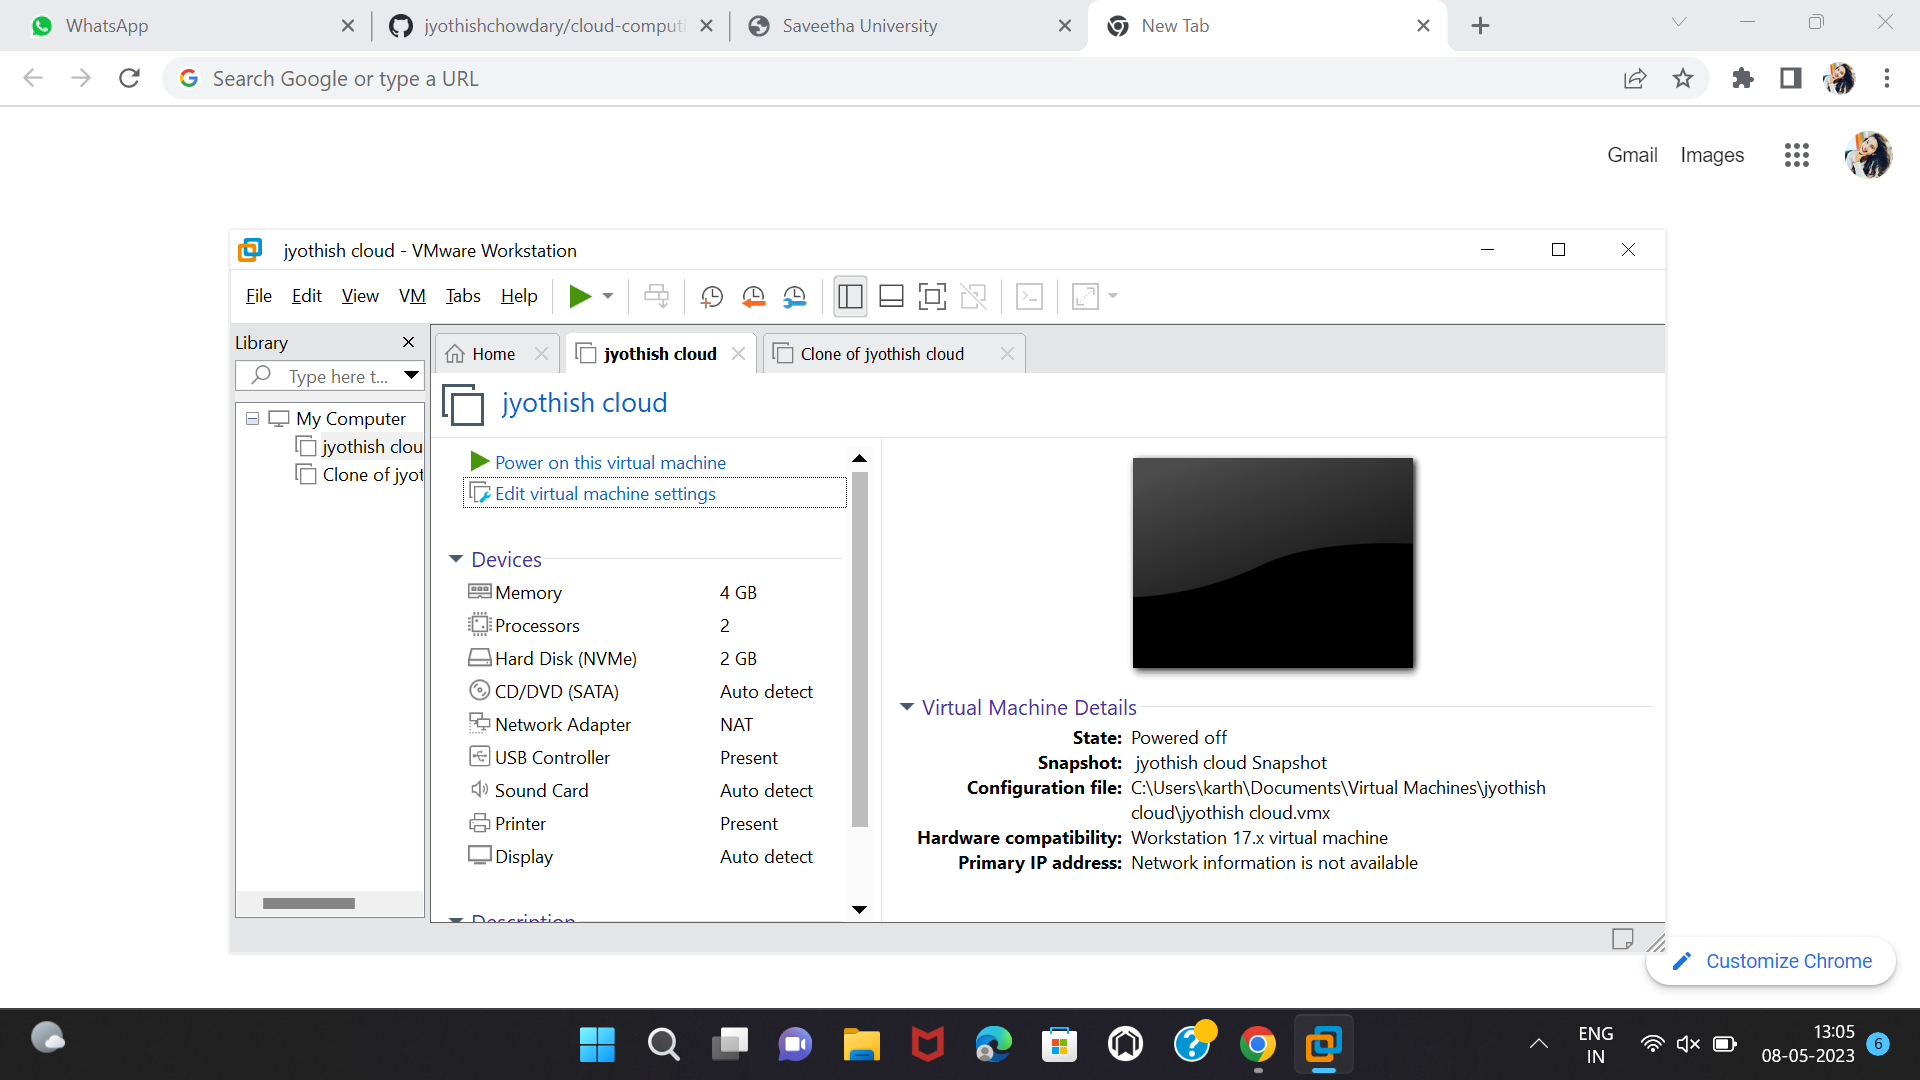 WhatsApp
jyothishchowdary/cloud-computi
Saveetha University
New Tab
Search Google or type a URL
Gmail Images
jyothish cloud - VMware Workstation
File Edit View VM Tabs Help
Library
Type here t...
My Computer
jyothish clou
Clone of jyot
Home
jyothish cloud
Clone of jyothish cloud
jyothish cloud
Power on this virtual machine
Edit virtual machine settings
Devices
Memory 4 GB
Processors 2
Hard Disk (NVMe) 2 GB
CD/DVD (SATA) Auto detect
Network Adapter NAT
USB Controller Present
Sound Card Auto detect
Printer Present
Display Auto detect
Description
Virtual Machine Details
State: Powered off
Snapshot: jyothish cloud Snapshot
Configuration file: C:\Users\karth\Documents\Virtual Machines\jyothish
cloud\jyothish cloud.vmx
Hardware compatibility: Workstation 17.x virtual machine
Primary IP address: Network information is not available
Customize Chrome
ENG
IN
13:05
08-05-2023
6